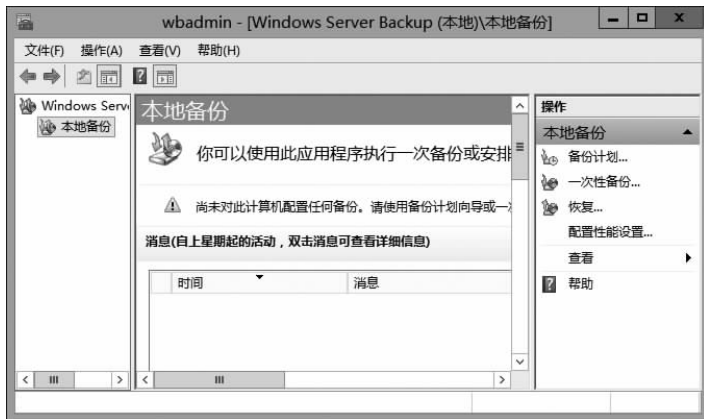 wbadmin - [Windows Server Backup (本地)\本地备份]
文件(F) 操作(A) 查看(V) 帮助(H)
Windows Serv
本地备份
本地备份
你可以使用此应用程序执行一次备份或安排
尚未对此计算机配置任何备份。请使用备份计划向导或一
消息(自上星期起的活动，双击消息可查看详细信息)
时间 消息
操作
本地备份
备份计划...
一次性备份...
恢复...
配置性能设置...
查看
帮助